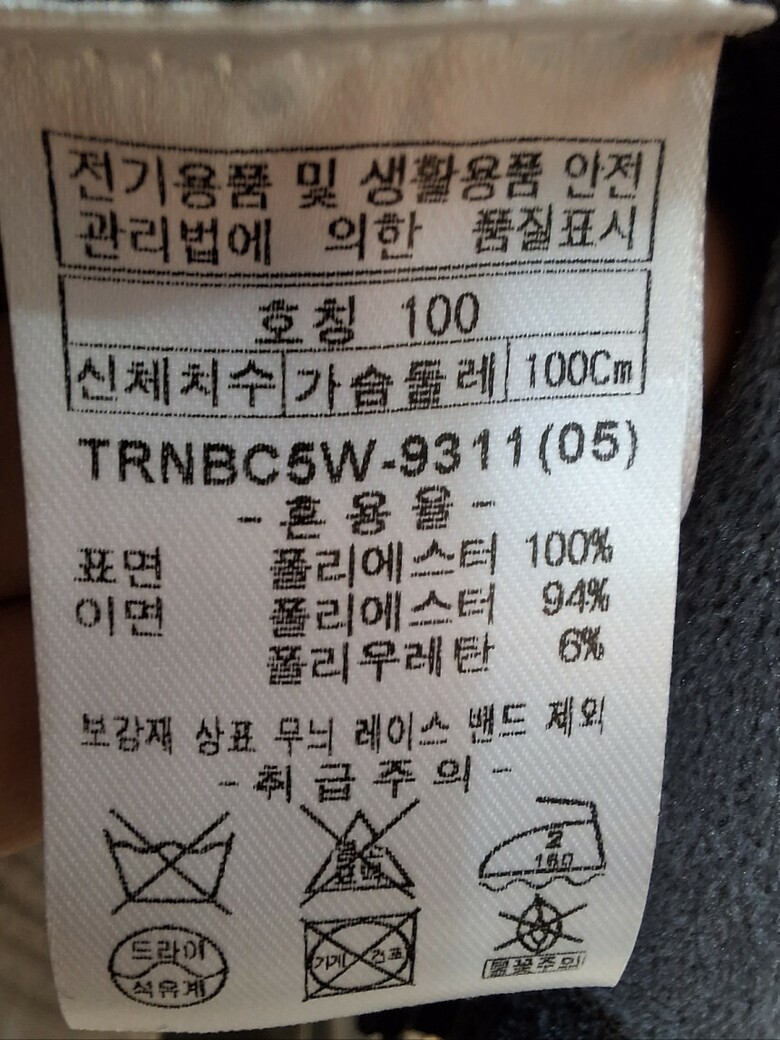 전기용품 및 생활용품 안전
관리법에 의한 품질표시
호칭 100
신체치수 가슴둘레 100Cm
TRNBC5W-9311(05)
-혼용율-
표면 폴리에스터 100%
이면 폴리에스터 94%
폴리우레탄 6%
보강재 상표 무늬 레이스 밴드 제외
-취급주의-
2
160
드라이
석유계
기계 건조
불꽃주의